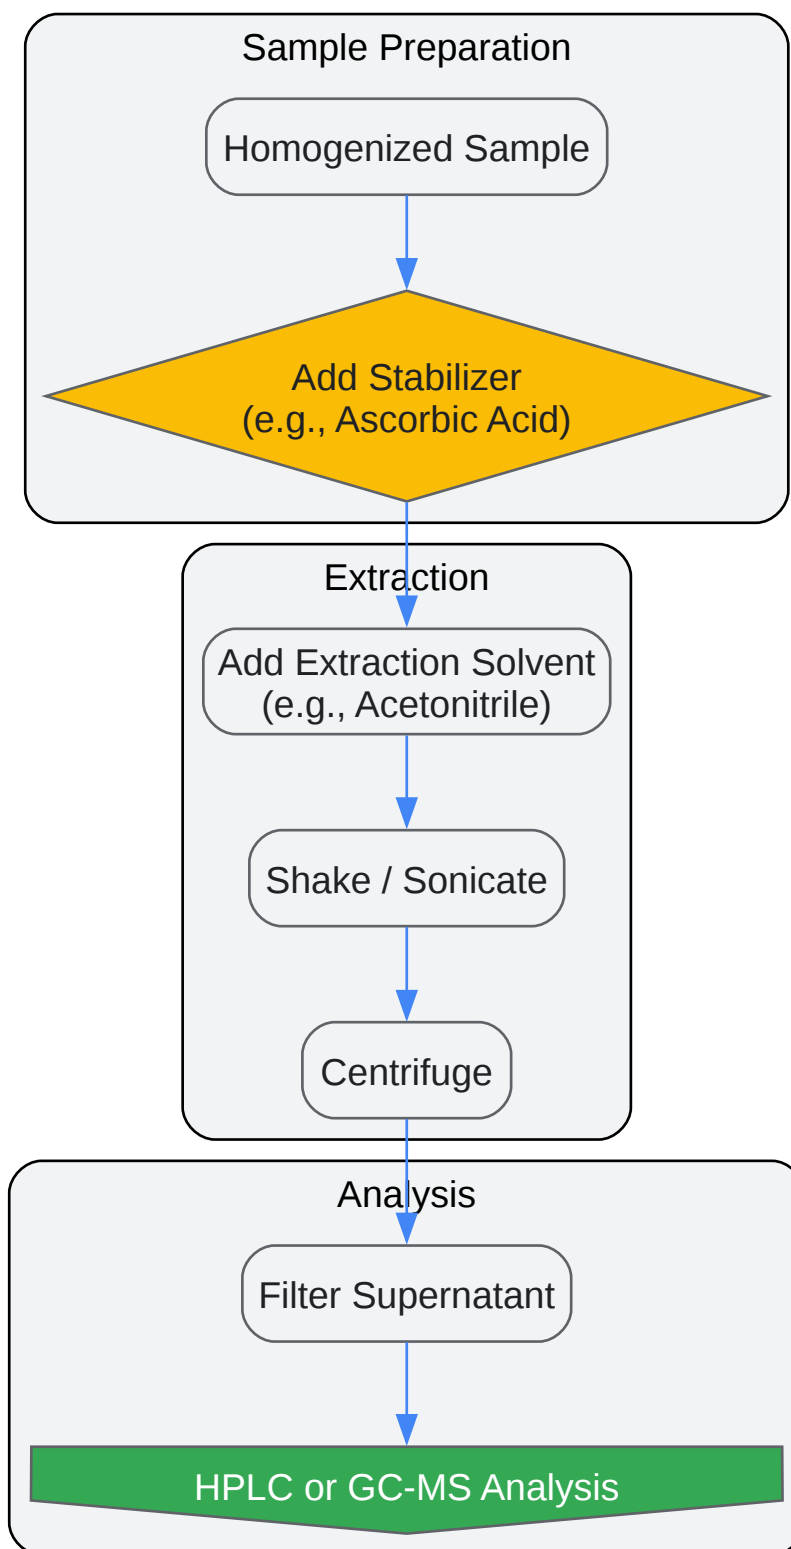 Sample Preparation
Homogenized Sample
Add Stabilizer
(e.g., Ascorbic Acid)
Extraction
Add Extraction Solvent
(e.g., Acetonitrile)
Shake / Sonicate
Centrifuge
Analysis
Filter Supernatant
HPLC or GC-MS Analysis